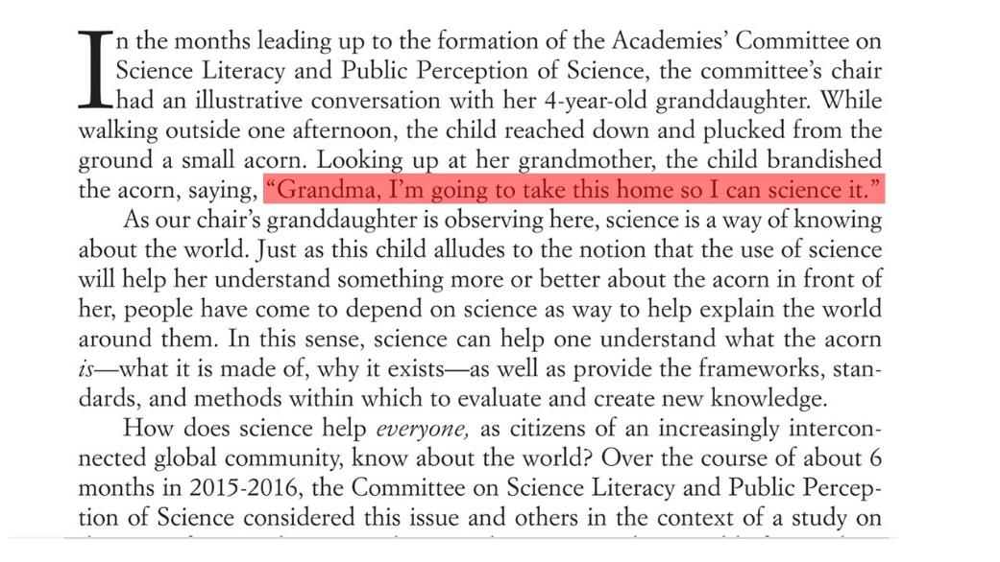 In the months leading up to the formation of the Academies’ Committee on
Science Literacy and Public Perception of Science, the committee’s chair
had an illustrative conversation with her 4-year-old granddaughter. While
walking outside one afternoon, the child reached down and plucked from the
ground a small acorn. Looking up at her grandmother, the child brandished
the acorn, saying, “Grandma, I’m going to take this home so I can science it.”
As our chair’s granddaughter is observing here, science is a way of knowing
about the world. Just as this child alludes to the notion that the use of science
will help her understand something more or better about the acorn in front of
her, people have come to depend on science as way to help explain the world
around them. In this sense, science can help one understand what the acorn
is—what it is made of, why it exists—as well as provide the frameworks, stan-
dards, and methods within which to evaluate and create new knowledge.
How does science help everyone, as citizens of an increasingly intercon-
nected global community, know about the world? Over the course of about 6
months in 2015-2016, the Committee on Science Literacy and Public Percep-
tion of Science considered this issue and others in the context of a study on